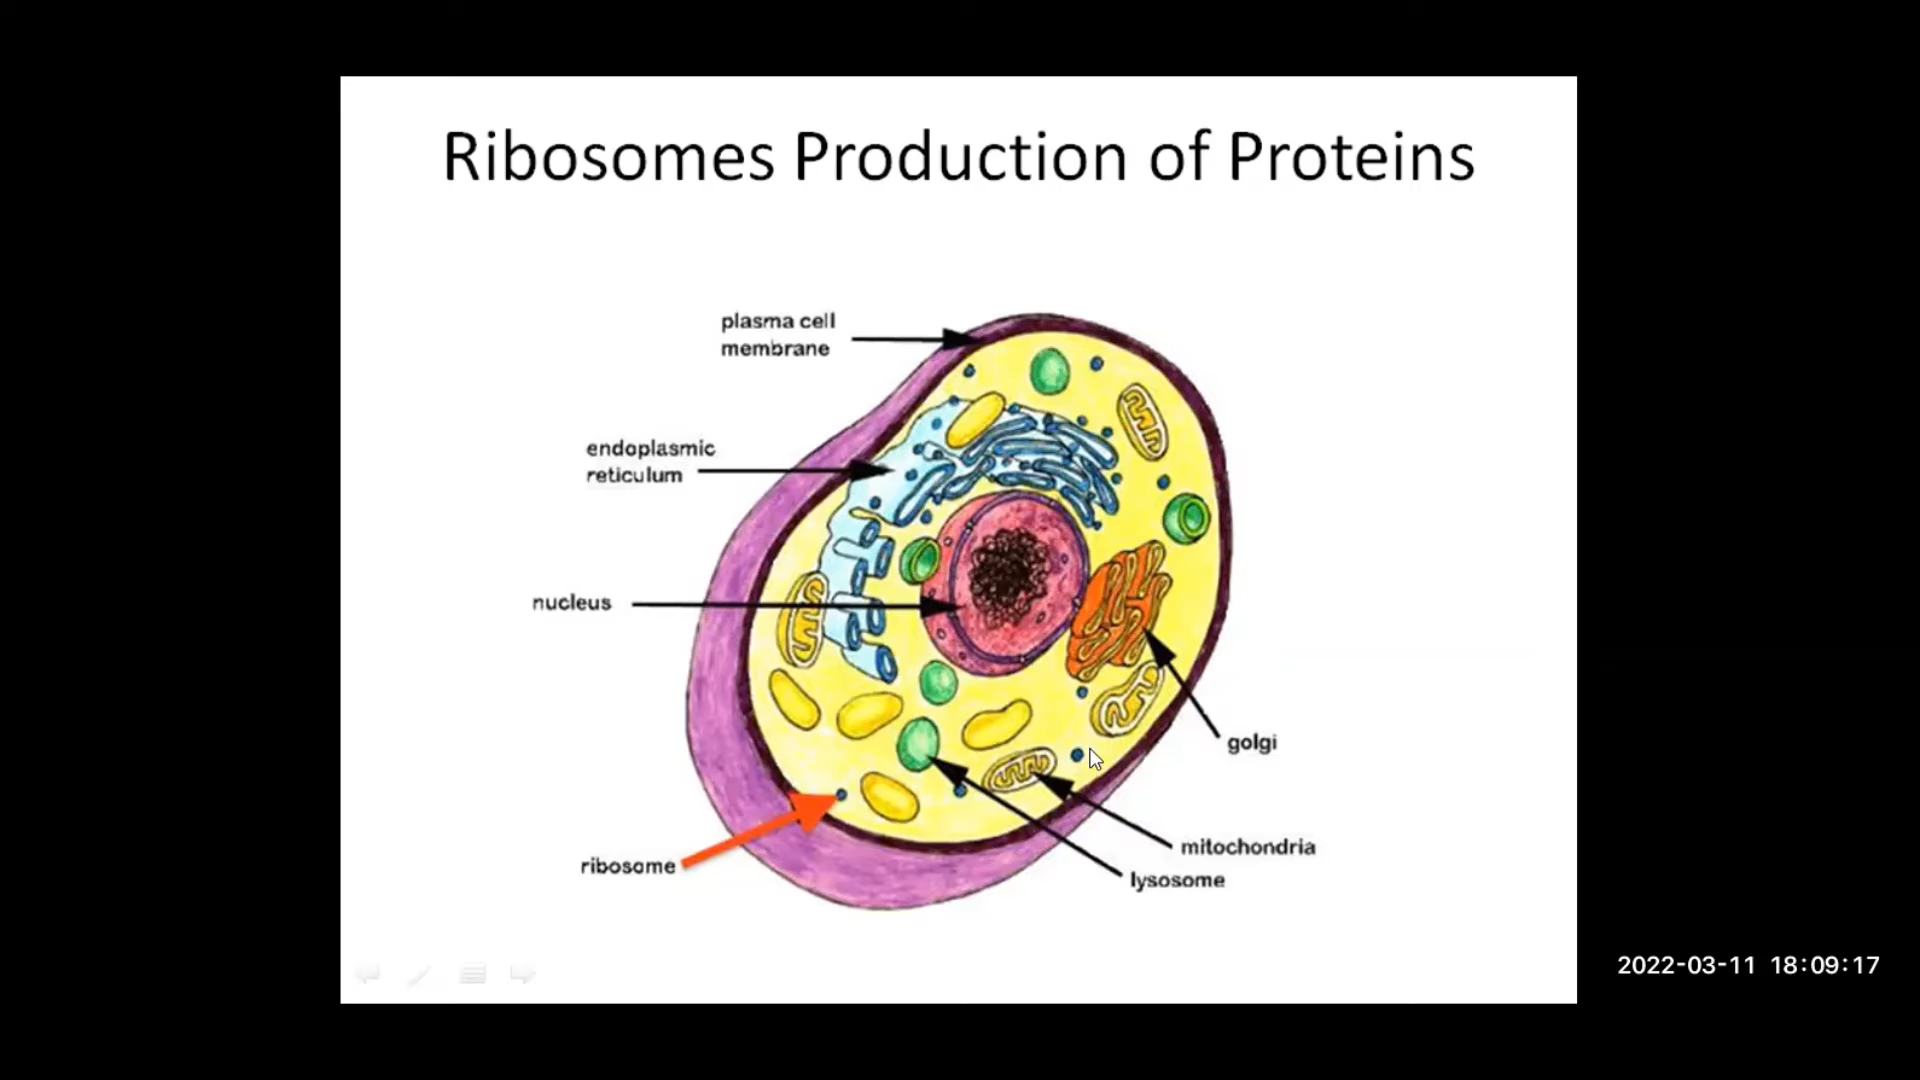 Ribosomes Production of Proteins
plasma cell
membrane
endoplasmic
reticulum
nucleus
golgi
mitochondria
ribosome
lysosome
2022-03-11 18:09:17